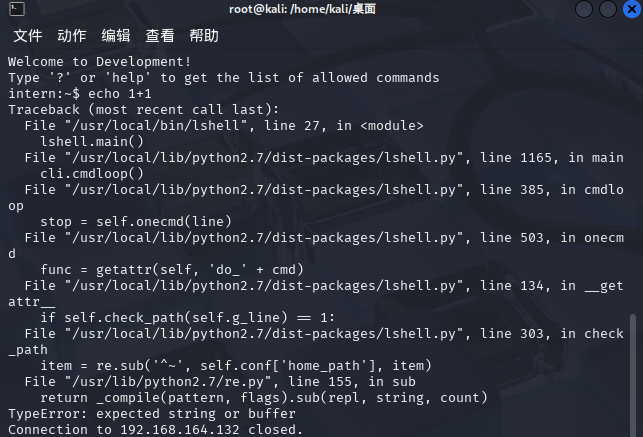 root@kali: /home/kali/桌面
文件 动作 编辑 查看 帮助
Welcome to Development!
Type '?' or 'help' to get the list of allowed commands
intern:~$ echo 1+1
Traceback (most recent call last):
  File "/usr/local/bin/lshell", line 27, in <module>
    lshell.main()
  File "/usr/local/lib/python2.7/dist-packages/lshell.py", line 1165, in main
    cli.cmdloop()
  File "/usr/local/lib/python2.7/dist-packages/lshell.py", line 385, in cmdlo
op
    stop = self.onecmd(line)
  File "/usr/local/lib/python2.7/dist-packages/lshell.py", line 503, in onecm
d
    func = getattr(self, 'do_' + cmd)
  File "/usr/local/lib/python2.7/dist-packages/lshell.py", line 134, in __get
attr__
    if self.check_path(self.g_line) == 1:
  File "/usr/local/lib/python2.7/dist-packages/lshell.py", line 303, in check
_path
    item = re.sub('^~', self.conf['home_path'], item)
  File "/usr/lib/python2.7/re.py", line 155, in sub
    return _compile(pattern, flags).sub(repl, string, count)
TypeError: expected string or buffer
Connection to 192.168.164.132 closed.